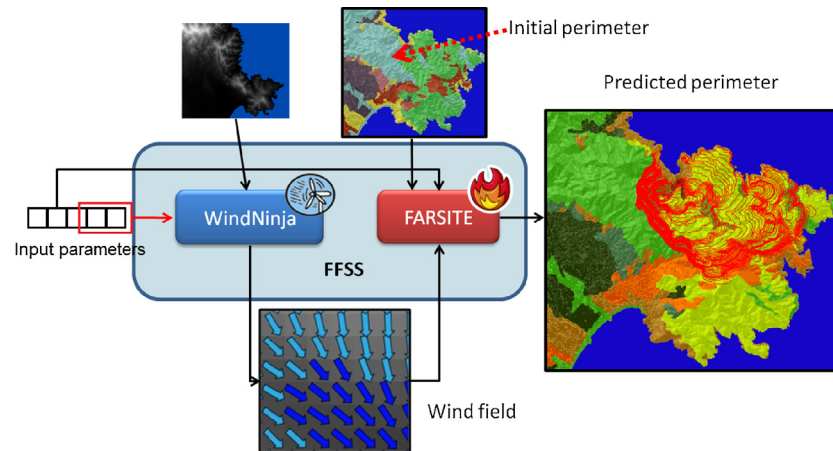 Initial perimeter
Predicted perimeter
WindNinja
FARSITE
Input parameters
FFSS
Wind field